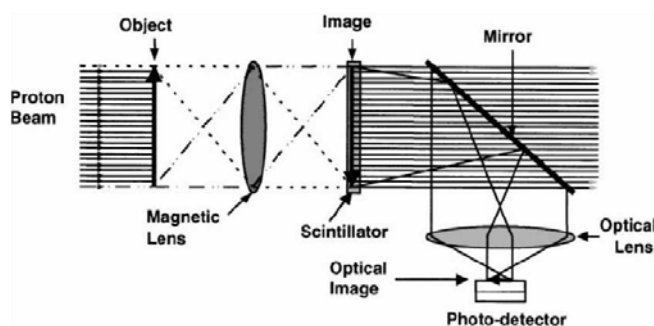 Object
Image
Mirror
Proton
Beam
Magnetic
Lens
Scintillator
Optical
Lens
Optical
Image
Photo-detector